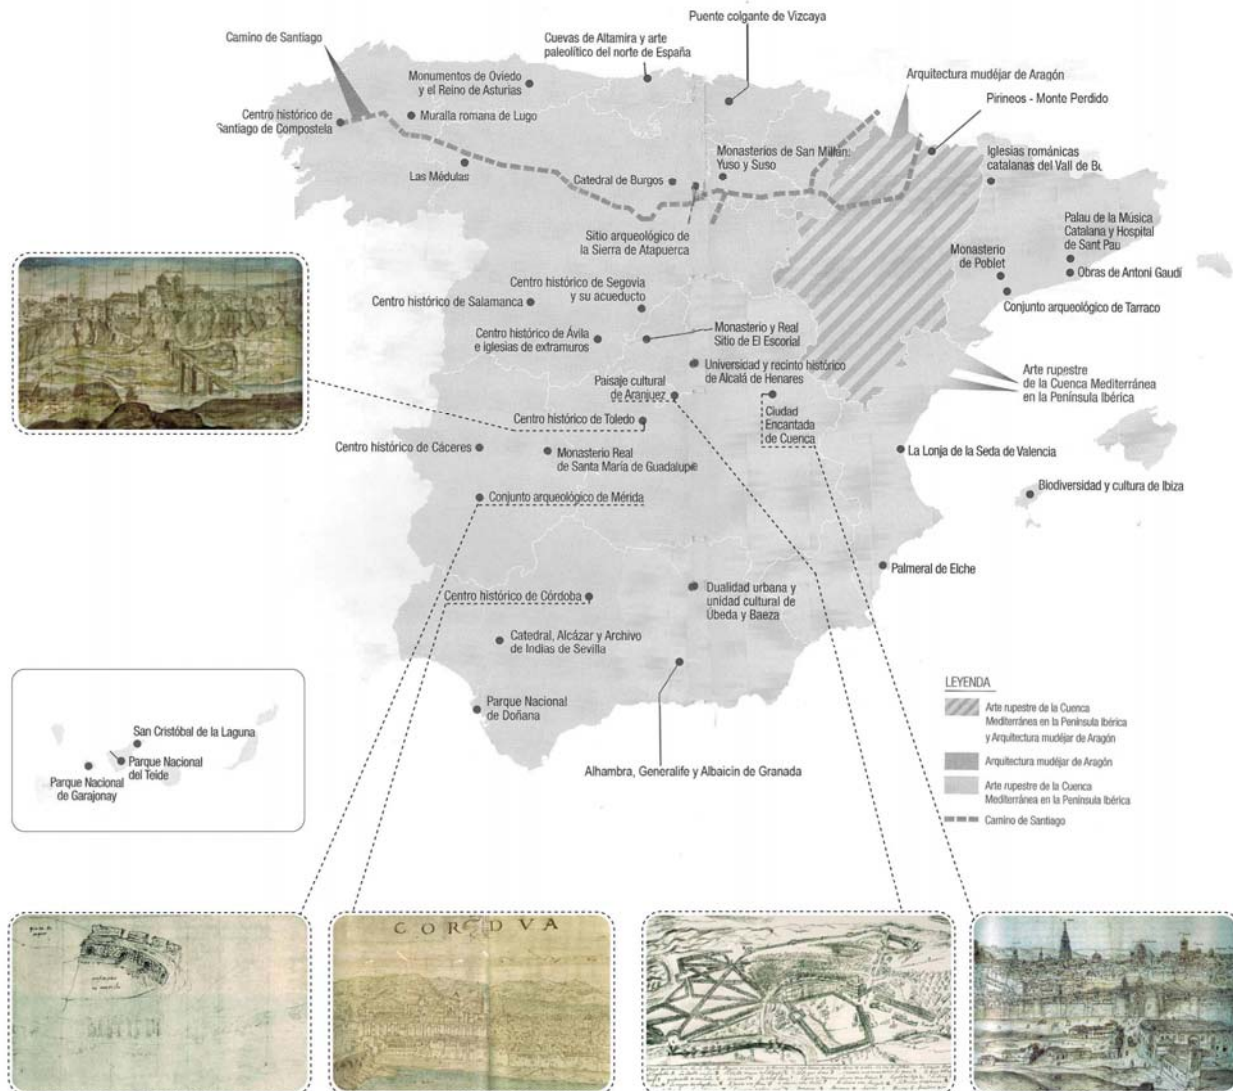 Puente colgante de Vizcaya
Camino de Santiago
Cuevas de Altamira y arte
paleolítico del norte de España
Monumentos de Oviedo
y el Reino de Asturias
Arquitectura mudéjar de Aragón
Pirineos - Monte Perdido
Centro histórico de
Santiago de Compostela
Muralla romana de Lugo
Las Médulas
Catedral de Burgos
Monasterios de San Millán:
Yuso y Suso
Iglesias románicas
catalanas del Vall de
Sitio arqueológico de
la Sierra de Atapuerca
Palau de la Música
Catalana y Hospital
de Sant Pau
Monasterio
de Poblet
Obras de Antoni Gaudí
Conjunto arqueológico de Tarraco
Centro histórico de Segovia
y su acueducto
Centro histórico de Salamanca
Centro histórico de Ávila
e iglesias de extramuros
Monasterio y Real
Sitio de El Escorial
Universidad y recinto histórico
de Alcalá de Henares
Paisaje cultural
de Aranjuez
Arte rupestre
de la Cuenca Mediterránea
en la Península Ibérica
Ciudad
Encantada
de Cuenca
Centro histórico de Toledo
Centro histórico de Cáceres
Monasterio Real
de Santa María de Guadalupe
La Lonja de la Seda de Valencia
Biodiversidad y cultura de Ibiza
Conjunto arqueológico de Mérida
Palmeral de Elche
Centro histórico de Córdoba
Dualidad urbana y
unidad cultural de
Úbeda y Baeza
Catedral, Alcázar y Archivo
de Indias de Sevilla
Parque Nacional
de Doñana
Alhambra, Generalife y Albaicin de Granada
San Cristóbal de la Laguna
Parque Nacional
del Teide
Parque Nacional
de Garajonay
LEYENDA
Arte rupestre de la Cuenca
Mediterránea en la Península Ibérica
y Arquitectura mudéjar de Aragón
Arquitectura mudéjar de Aragón
Arte rupestre de la Cuenca
Mediterránea en la Península Ibérica
Camino de Santiago
CORDVA